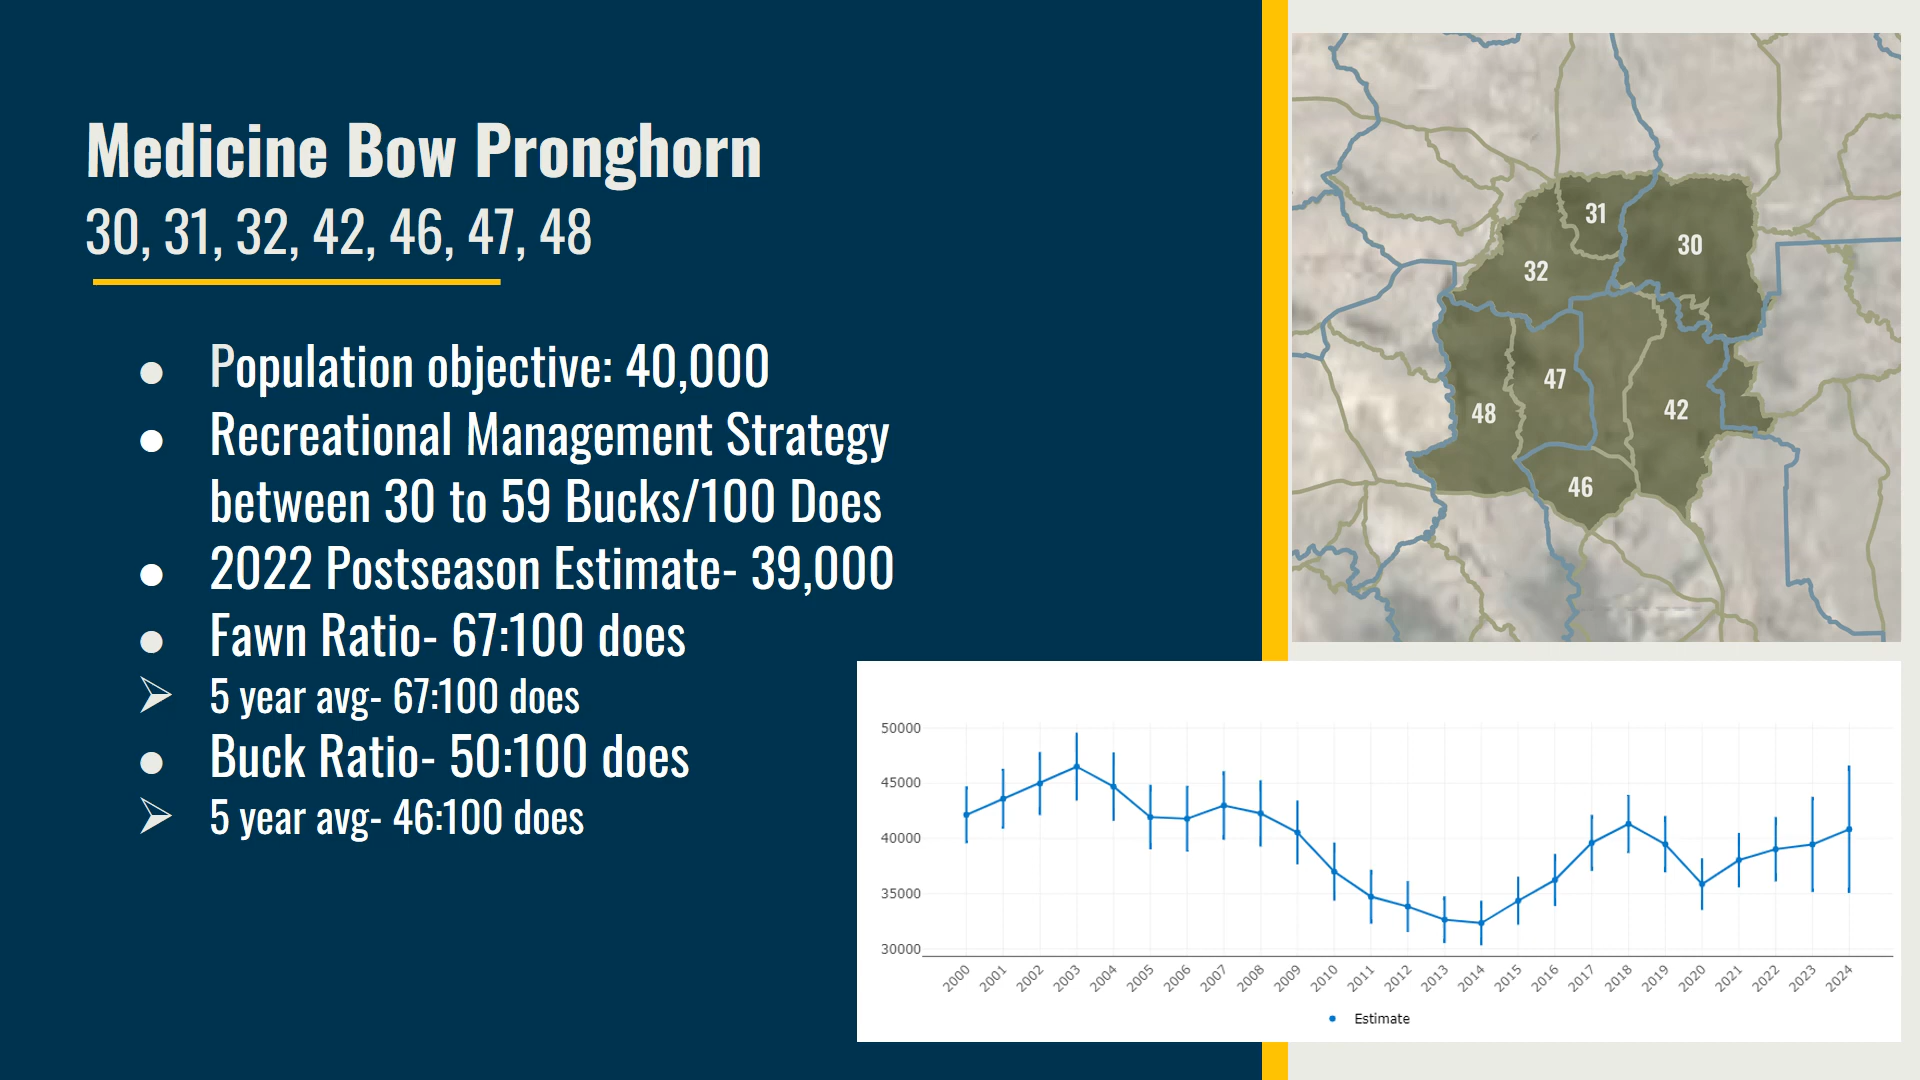 Medicine Bow Pronghorn
30, 31, 32, 42, 46, 47, 48
Population objective: 40,000
Recreational Management Strategy
between 30 to 59 Bucks/100 Does
2022 Postseason Estimate- 39,000
Fawn Ratio- 67:100 does
5 year avg- 67:100 does
Buck Ratio- 50:100 does
5 year avg- 46:100 does
31
30
32
47
48
42
46
50000
45000
40000
35000
30000
2000 2001 2002 2003 2004 2005 2006 2007 2008 2009 2010 2011 2012 2013 2014 2015 2016 2017 2018 2019 2020 2021 2022 2023 2024
Estimate